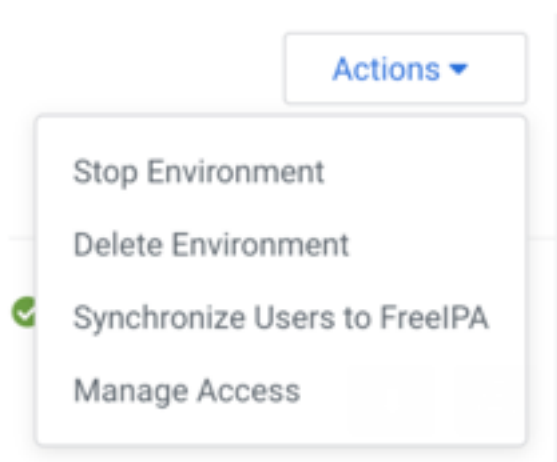 Actions
Stop Environment
Delete Environment
Synchronize Users to FreeIPA
Manage Access